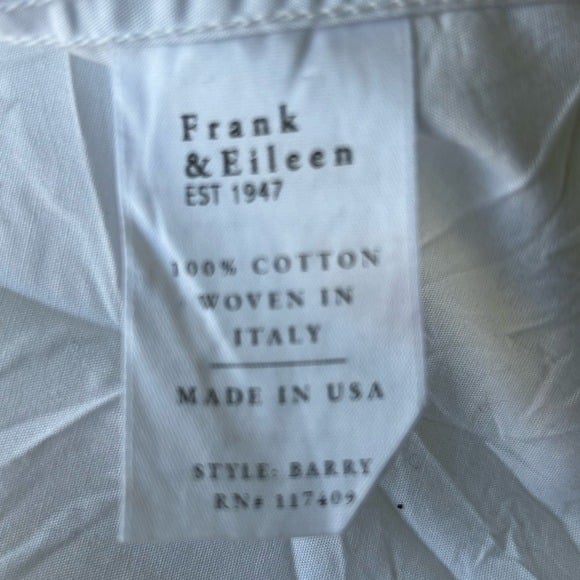 Frank
& Eileen
EST 1947
100% COTTON
WOVEN IN
ITALY
MADE IN USA
STYLE: BARRY
RN# 117409